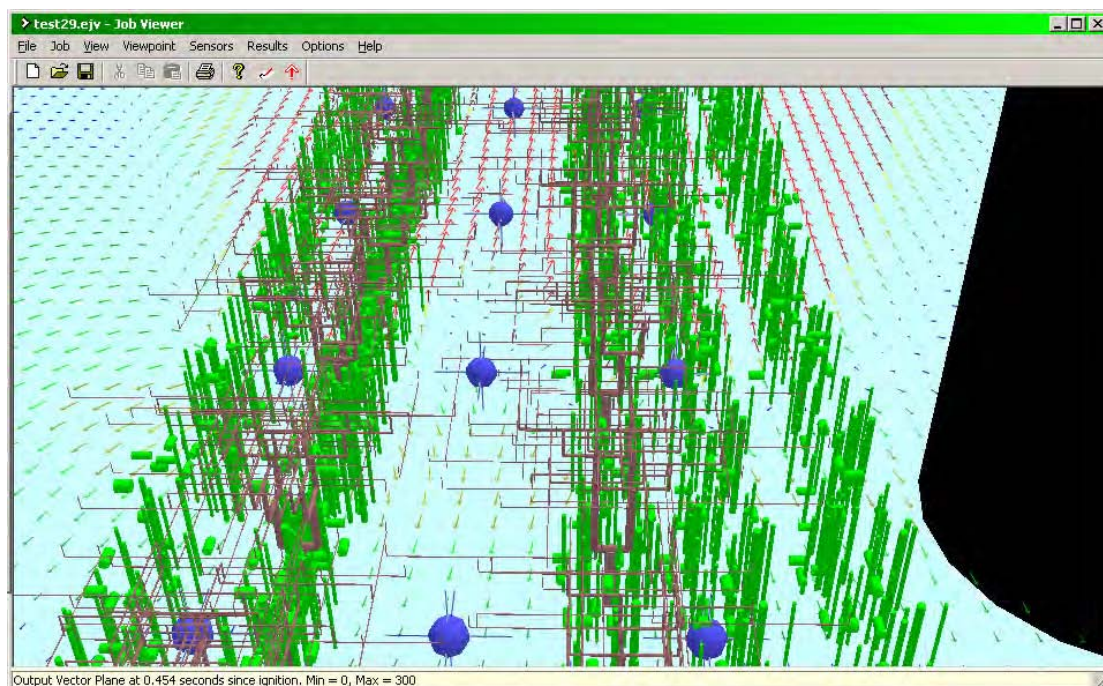 test29.ejv - Job Viewer
File Job View Viewpoint Sensors Results Options Help
Output Vector Plane at 0.454 seconds since ignition. Min = 0, Max = 300